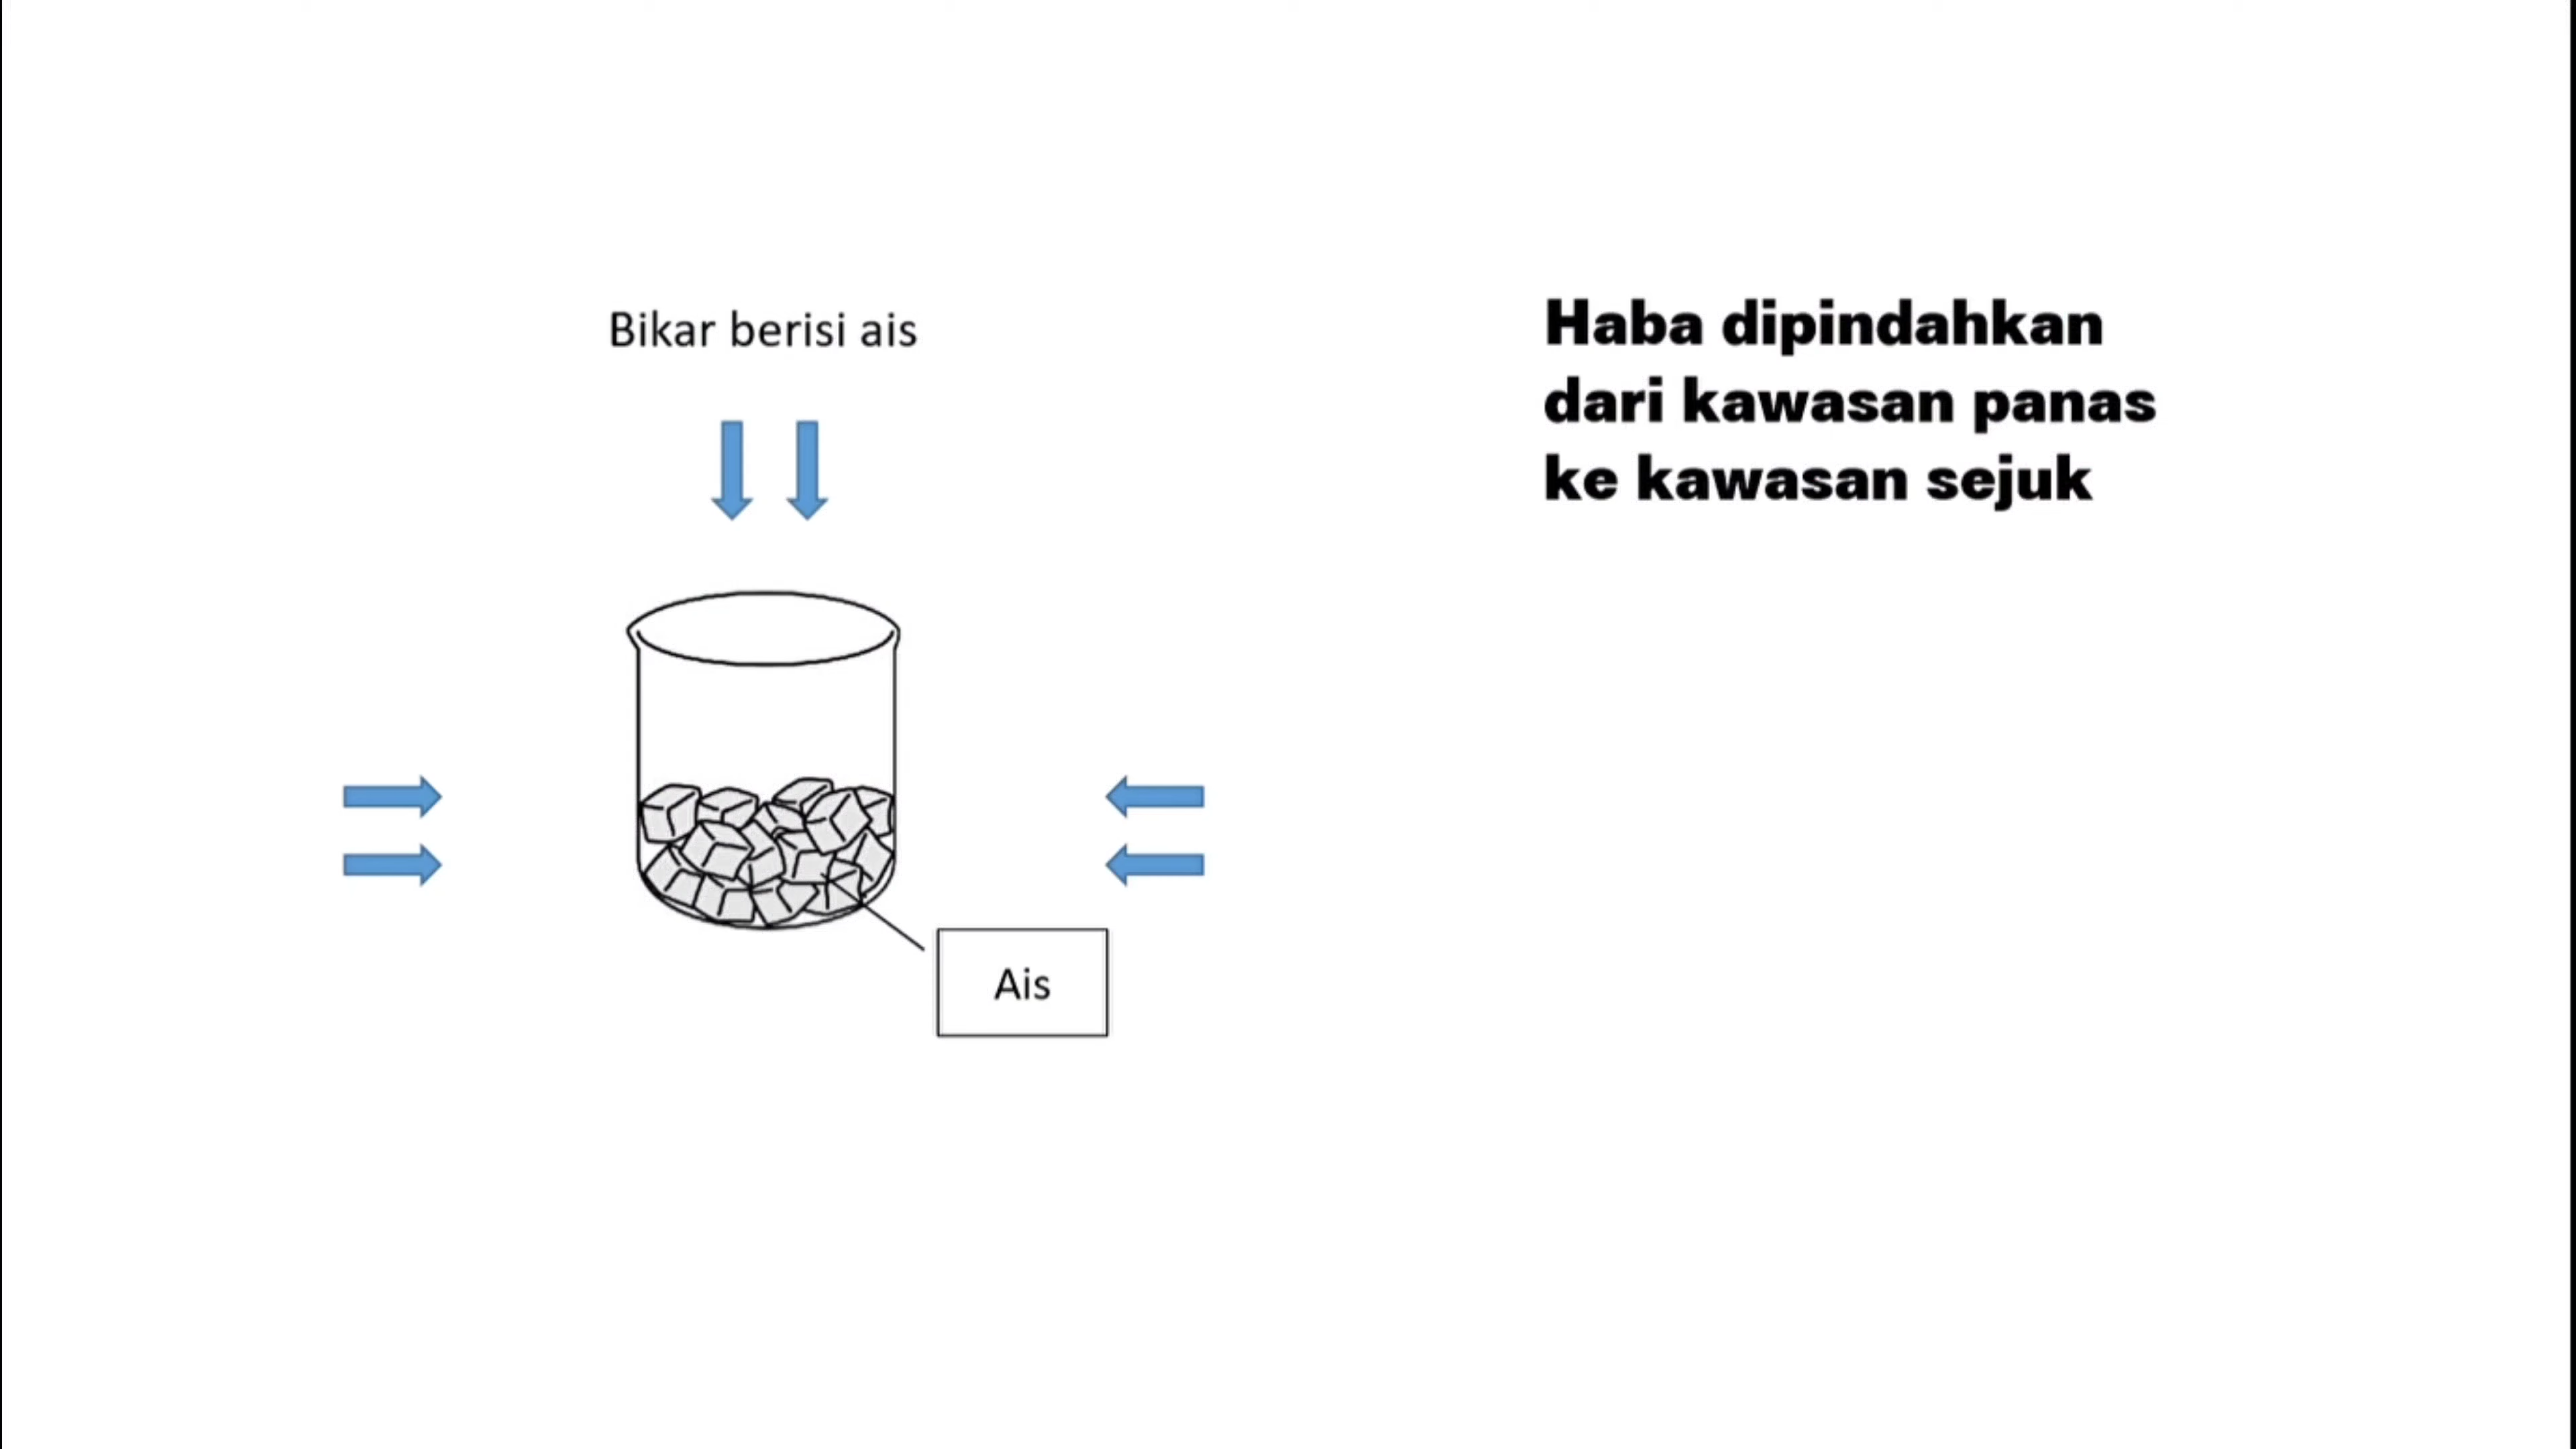 Bikar berisi ais
Haba dipindahkan
dari kawasan panas
ke kawasan sejuk
Ais